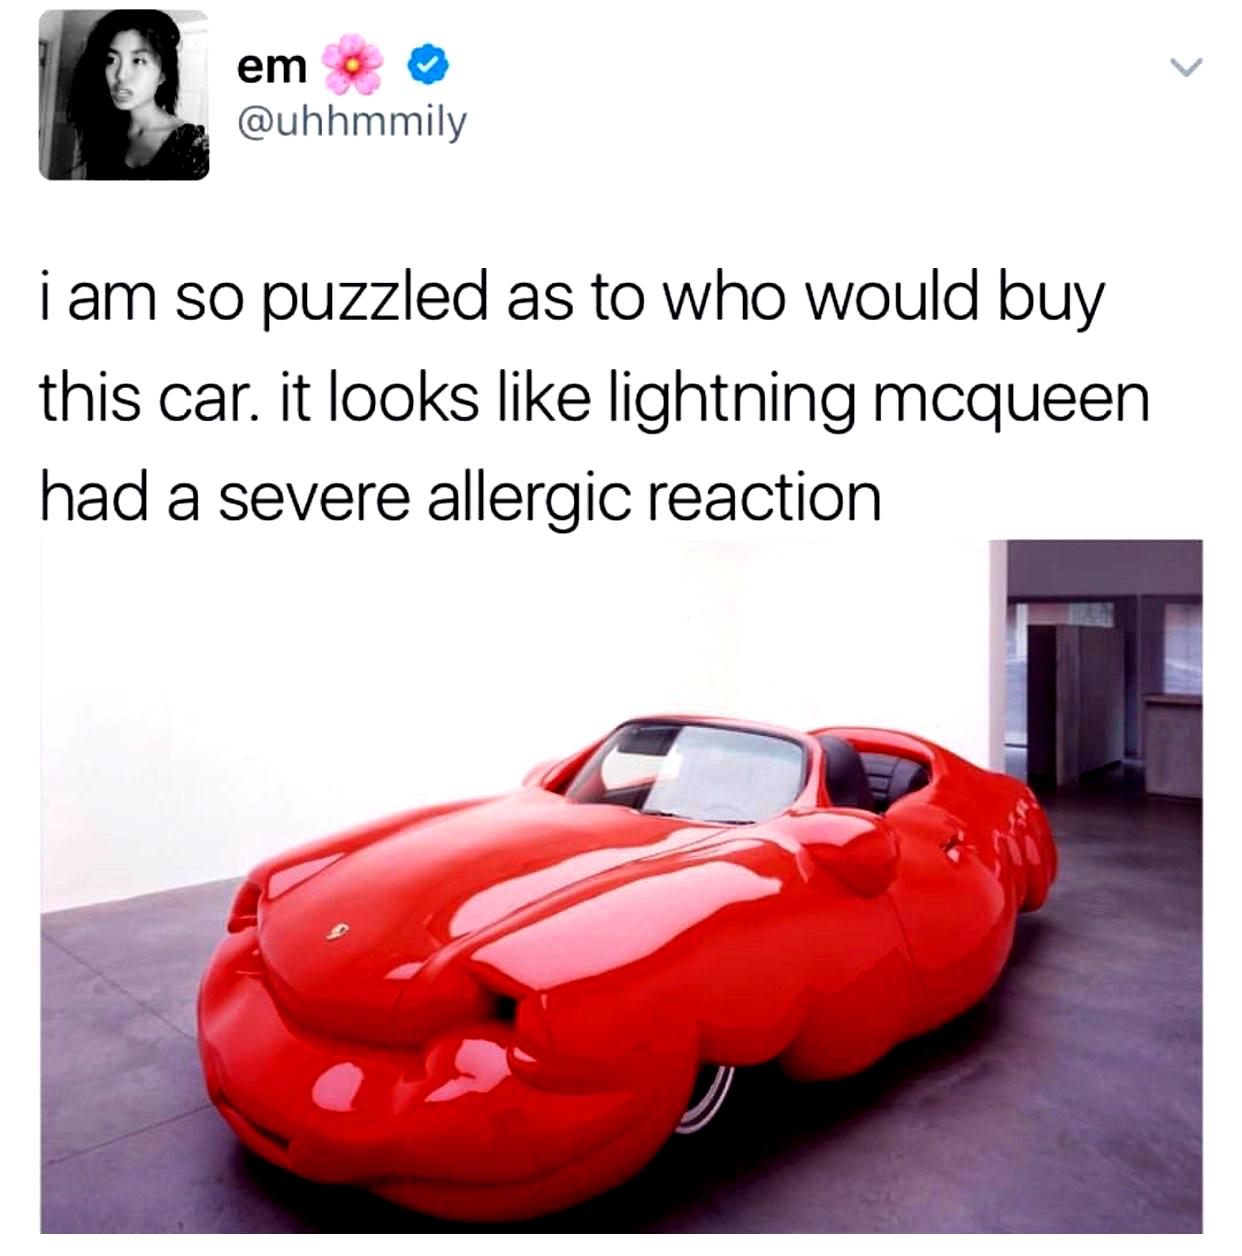 em
@uhhmmily
i am so puzzled as to who would buy
this car. it looks like lightning mcqueen
had a severe allergic reaction